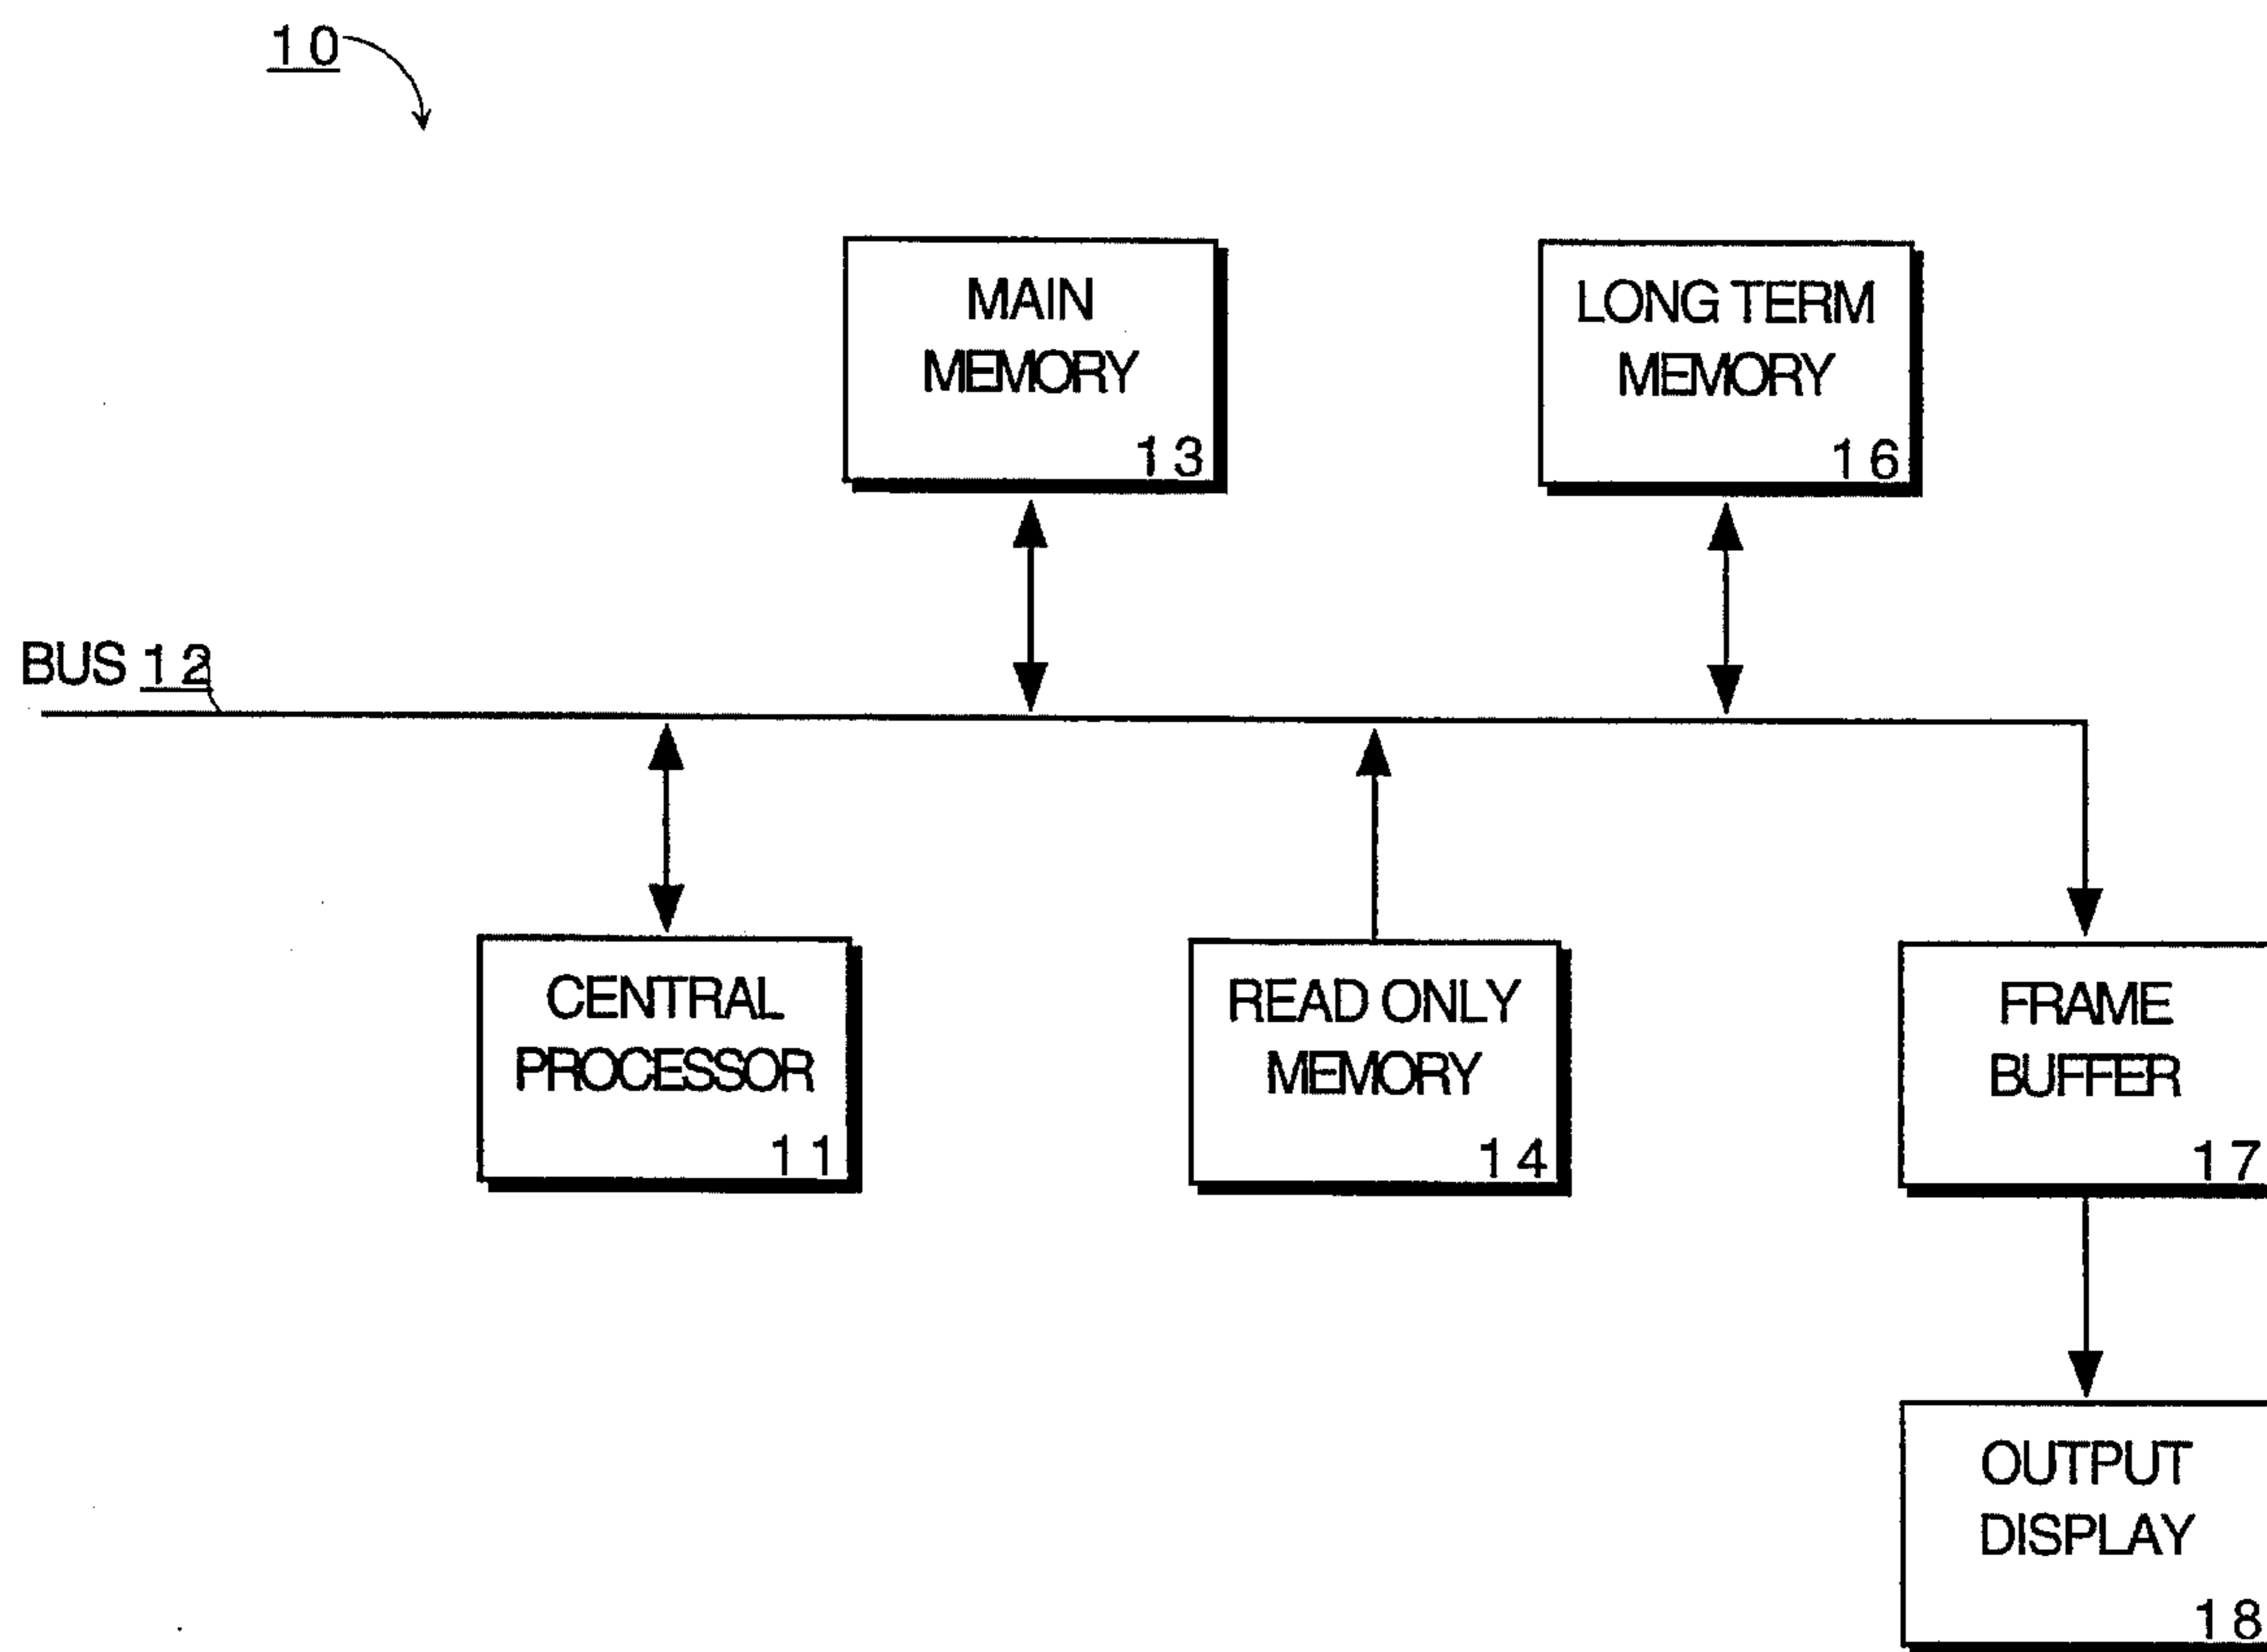 10
MAIN
MEMORY
13
LONG TERM
MEMORY
16
BUS 12
CENTRAL
PROCESSOR
11
READ ONLY
MEMORY
14
FRAME
BUFFER
17
OUTPUT
DISPLAY
18